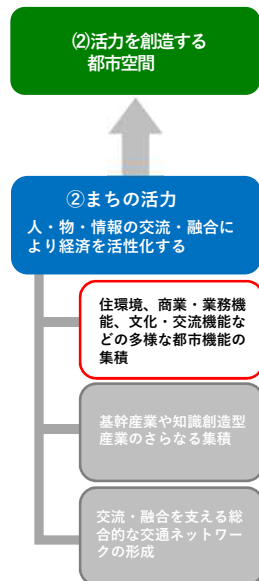 (2)活力を創造する
都市空間
②まちの活力
人・物・情報の交流・融合に
より経済を活性化する
住環境、商業・業務機
能、文化・交流機能な
どの多様な都市機能の
集積
基幹産業や知識創造型
産業のさらなる集積
交流・融合を支える総
合的な交通ネットワー
クの形成